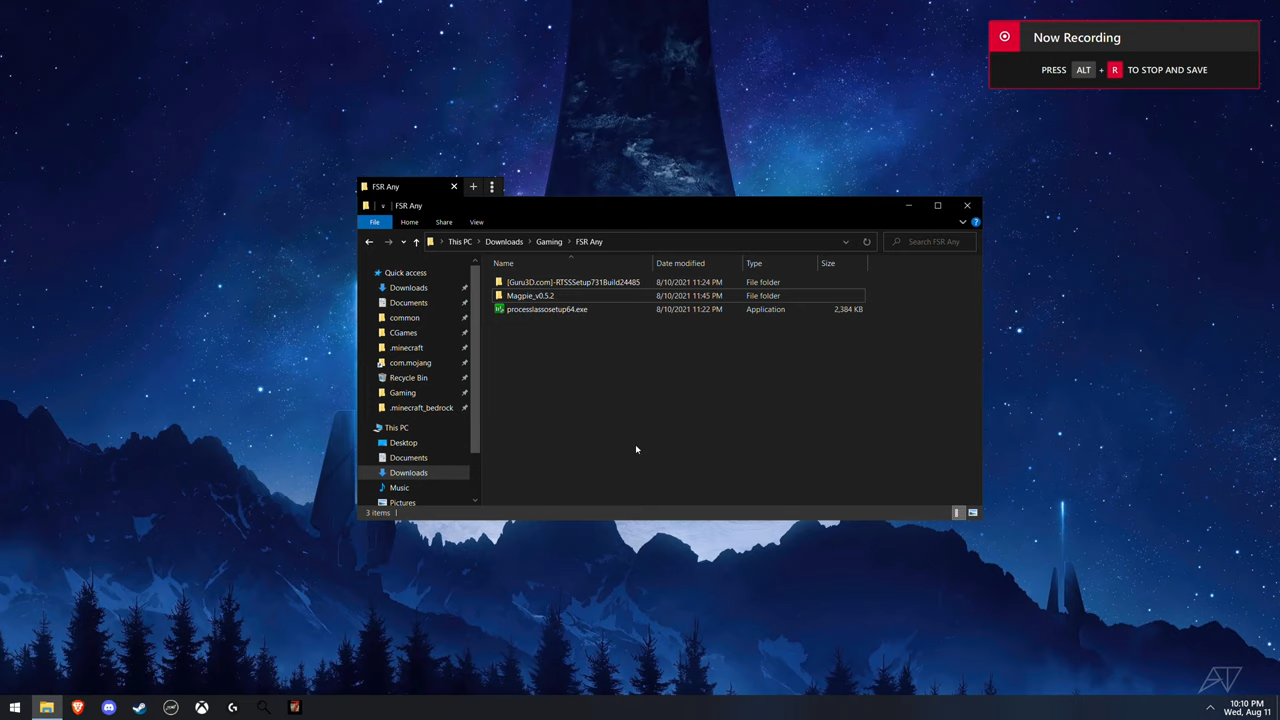 Now Recording
PRESS ALT + R TO STOP AND SAVE
FSR Any
FSR Any
File Home Share View
This PC Downloads Gaming FSR Any
Search FSR Any
Name Date modified Type Size
Quick access
Downloads
Documents
common
CGames
.minecraft
com.mojang
Recycle Bin
Gaming
.minecraft_bedrock
This PC
Desktop
Documents
Downloads
Music
Pictures
[Guru3D.com]-RTSSSetup731Build24485 8/10/2021 11:24 PM File folder
Magpie_v0.5.2 8/10/2021 11:45 PM File folder
processlassosetup64.exe 8/10/2021 11:22 PM Application 2,384 KB
3 items
10:10 PM
Wed, Aug 11